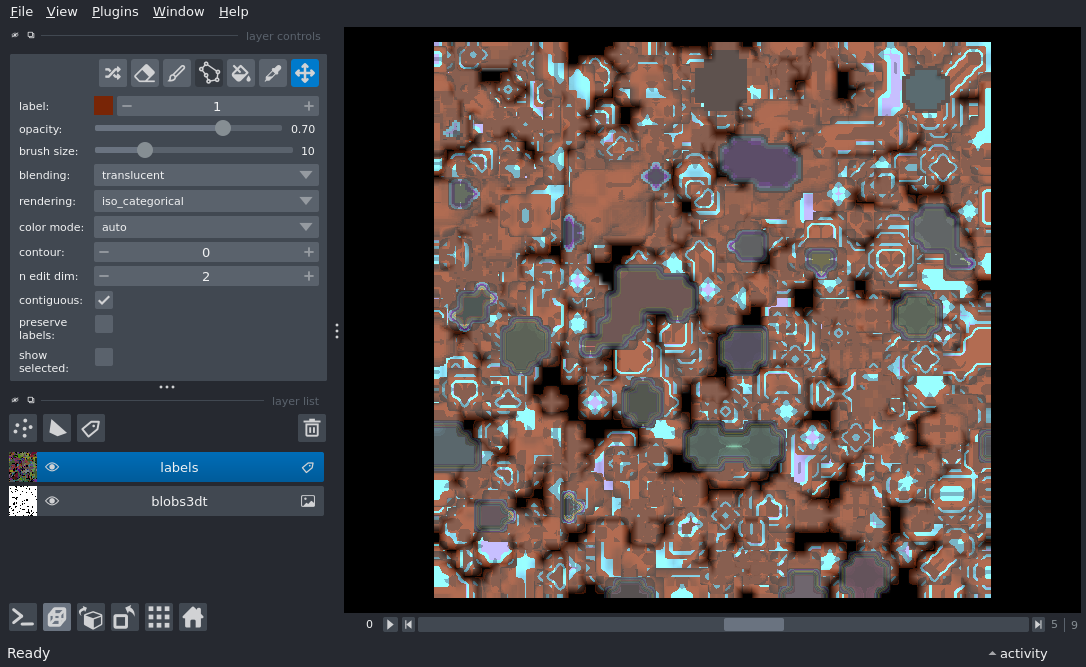 File View Plugins Window Help
layer controls
label: 1
opacity: 0.70
brush size: 10
blending: translucent
rendering: iso_categorical
color mode: auto
contour: 0
n edit dim: 2
contiguous:
preserve
labels:
show
selected:
layer list
labels
blobs3dt
0 5 | 9
Ready activity